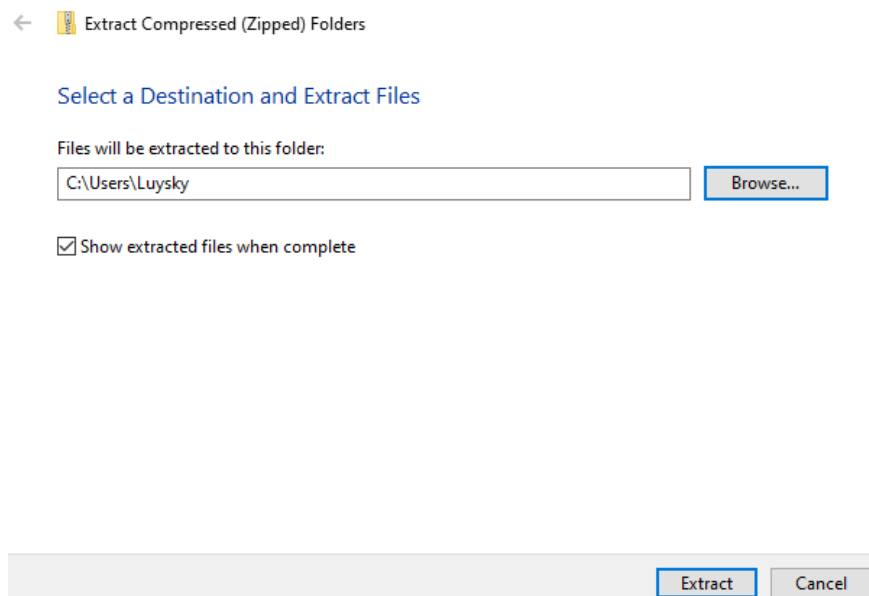 Extract Compressed (Zipped) Folders
Select a Destination and Extract Files
Files will be extracted to this folder:
C:\Users\Luysky
Browse...
Show extracted files when complete
Extract
Cancel